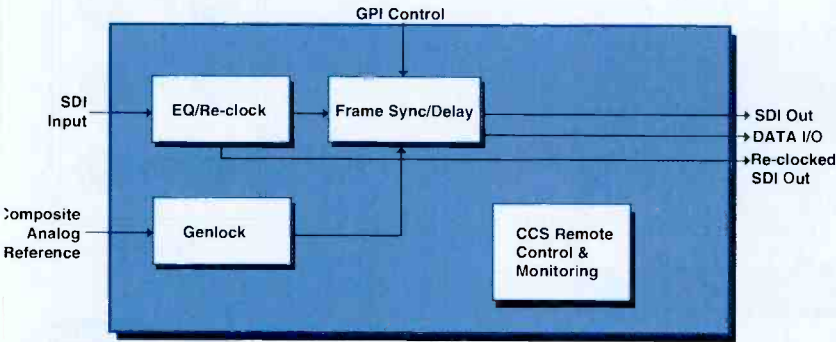 GPI Control
SDI
Input
EQ/Re-clock
Frame Sync/Delay
SDI Out
DATA I/O
Re-clocked
SDI Out
Composite
Analog
Reference
Genlock
CCS Remote
Control &
Monitoring